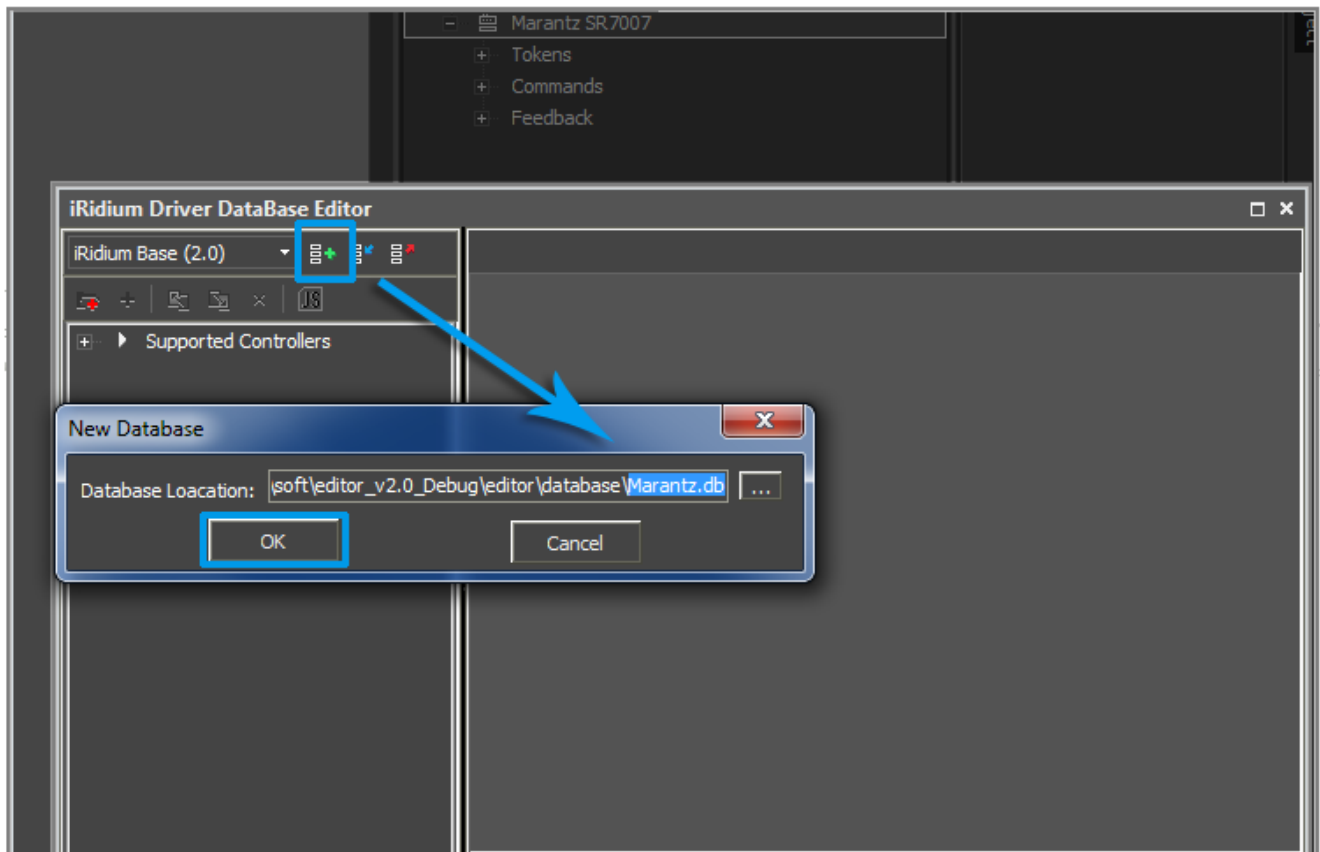 Marantz SR7007
Tokens
Commands
Feedback
iRidium Driver DataBase Editor
iRidium Base (2.0)
JS
Supported Controllers
New Database
Database Loacation: \soft\editor_v2.0_Debug\editor\database\Marantz.db ...
OK Cancel